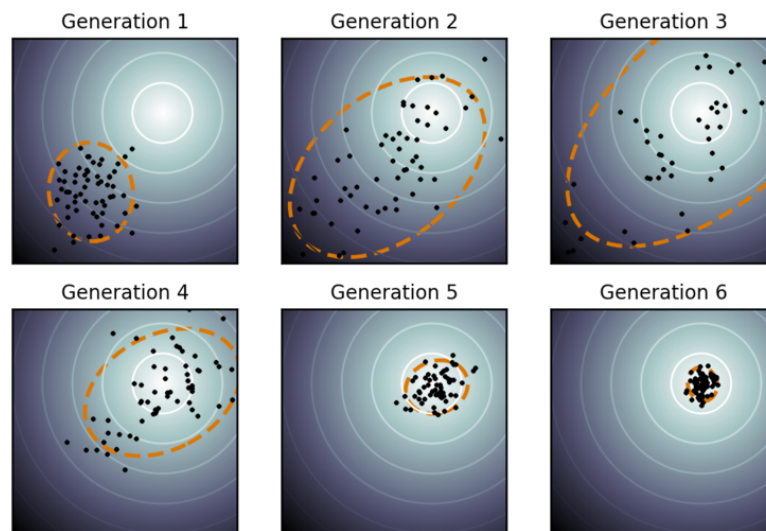 Generation 1
Generation 2
Generation 3
Generation 4
Generation 5
Generation 6